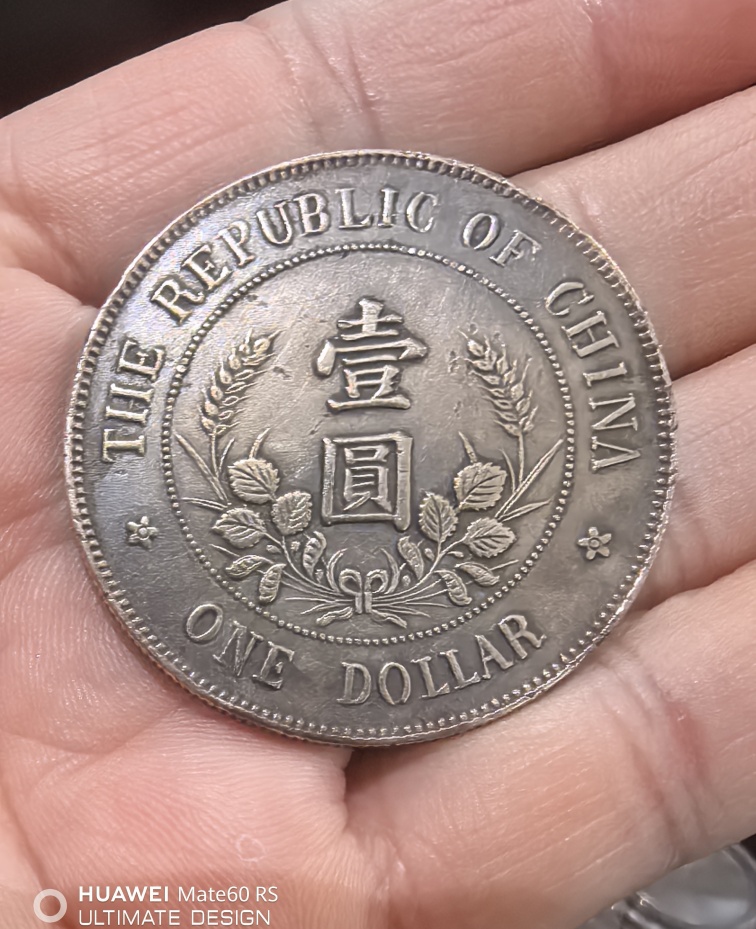 THE REPUBLIC OF CHINA
壹
圓
ONE DOLLAR
HUAWEI Mate60 RS
ULTIMATE DESIGN